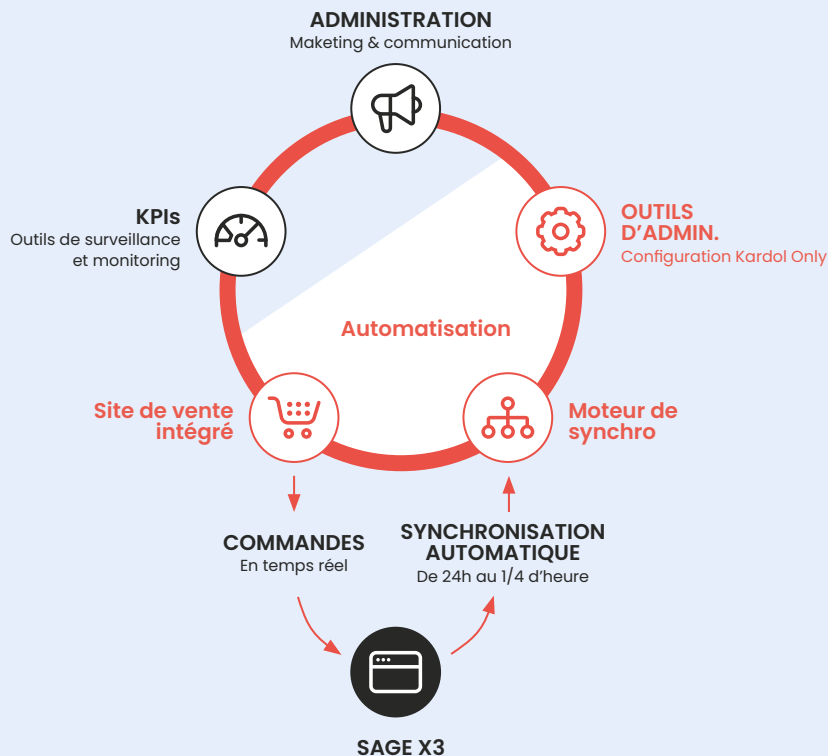 ADMINISTRATION
Maketing & communication
KPIs
Outils de surveillance
et monitoring
OUTILS
D’ADMIN.
Configuration Kardol Only
Automatisation
Site de vente
intégré
Moteur de
synchro
COMMANDES
En temps réel
SYNCHRONISATION
AUTOMATIQUE
De 24h au 1/4 d’heure
SAGE X3